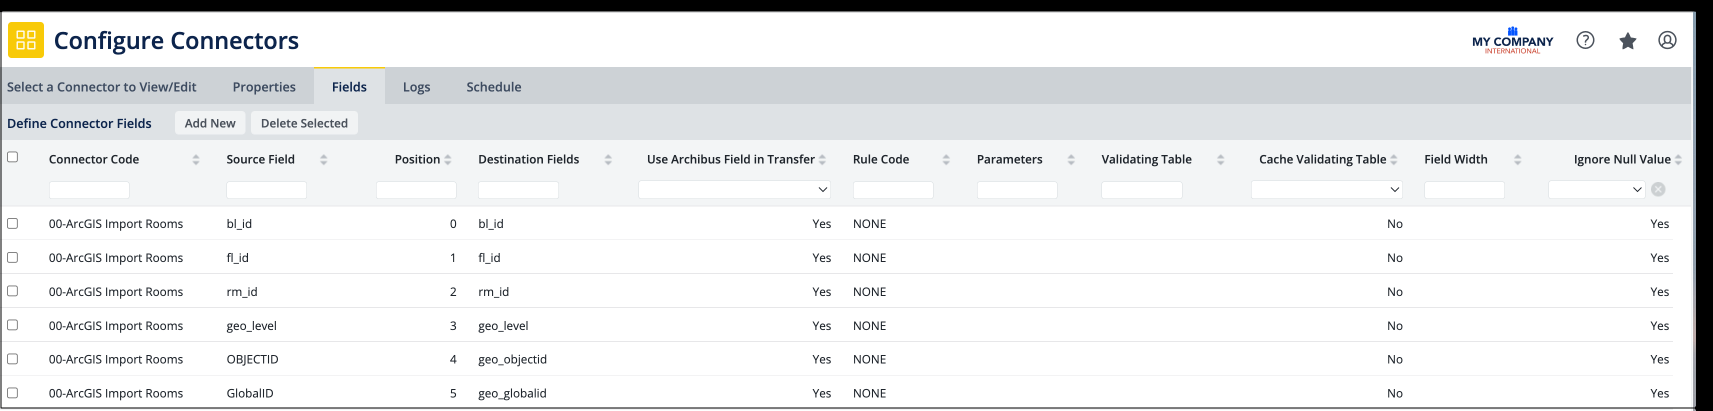 Configure Connectors
MY COMPANY
INTERNATIONAL
Select a Connector to View/Edit Properties Fields Logs Schedule
Define Connector Fields Add New Delete Selected
Connector Code Source Field Position Destination Fields Use Archibus Field in Transfer Rule Code Parameters Validating Table Cache Validating Table Field Width Ignore Null Value
00-ArcGIS Import Rooms bl_id 0 bl_id Yes NONE No Yes
00-ArcGIS Import Rooms fl_id 1 fl_id Yes NONE No Yes
00-ArcGIS Import Rooms rm_id 2 rm_id Yes NONE No Yes
00-ArcGIS Import Rooms geo_level 3 geo_level Yes NONE No Yes
00-ArcGIS Import Rooms OBJECTID 4 geo_objectid Yes NONE No Yes
00-ArcGIS Import Rooms GlobalID 5 geo_globalid Yes NONE No Yes